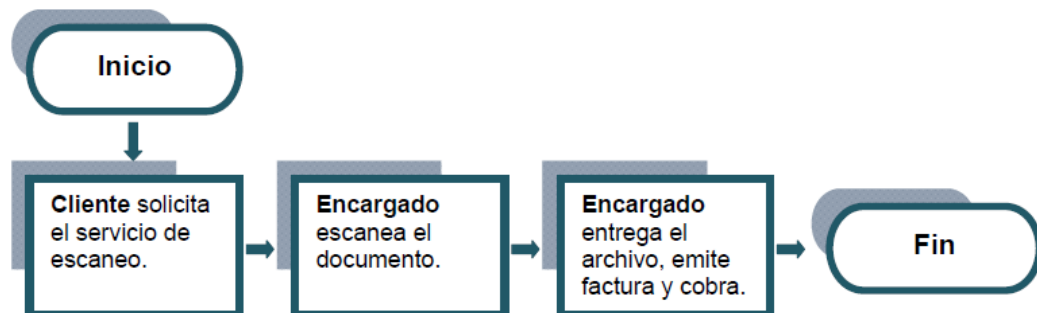 Inicio
Cliente solicita
el servicio de
escaneo.
Encargado
escanea el
documento.
Encargado
entrega el
archivo, emite
factura y cobra.
Fin